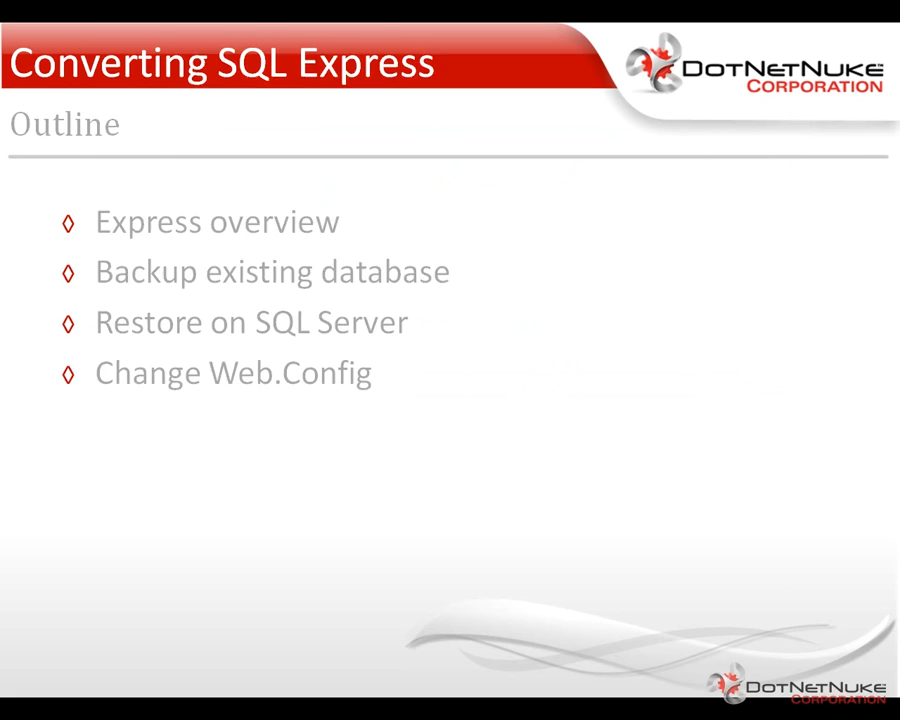 Converting SQL Express
DotNetNuke
Corporation
Outline
◊ Express overview
◊ Backup existing database
◊ Restore on SQL Server
◊ Change Web.Config
DotNetNuke
Corporation